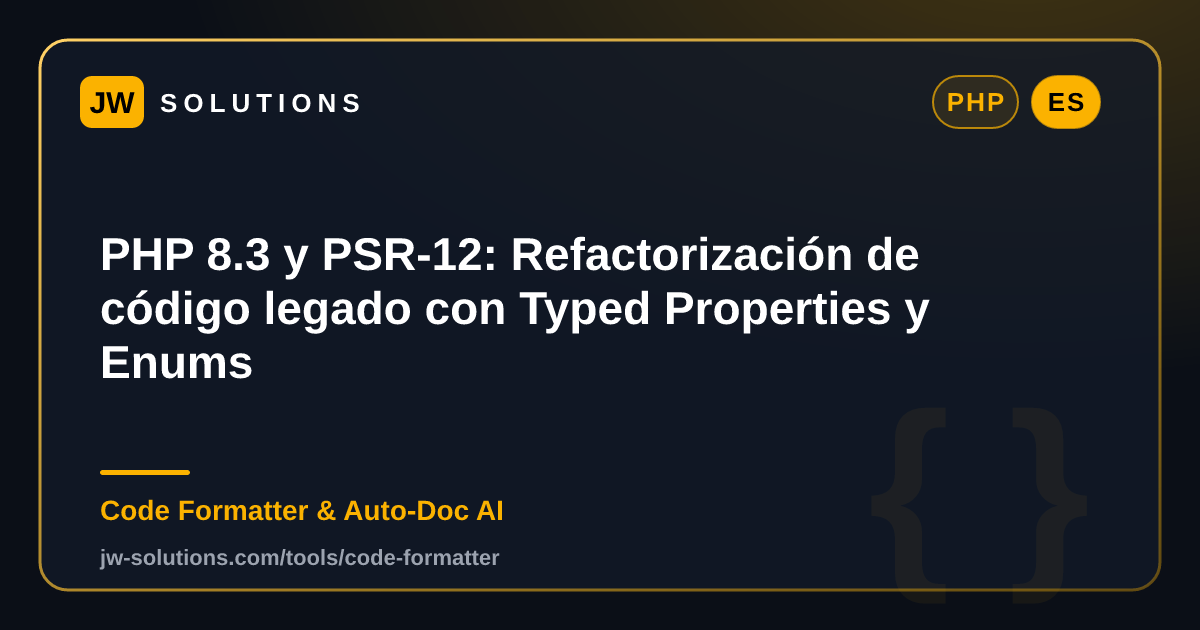 JW SOLUTIONS
PHP ES
PHP 8.3 y PSR-12: Refactorización de
código legado con Typed Properties y
Enums
Code Formatter & Auto-Doc AI
jw-solutions.com/tools/code-formatter
{ }